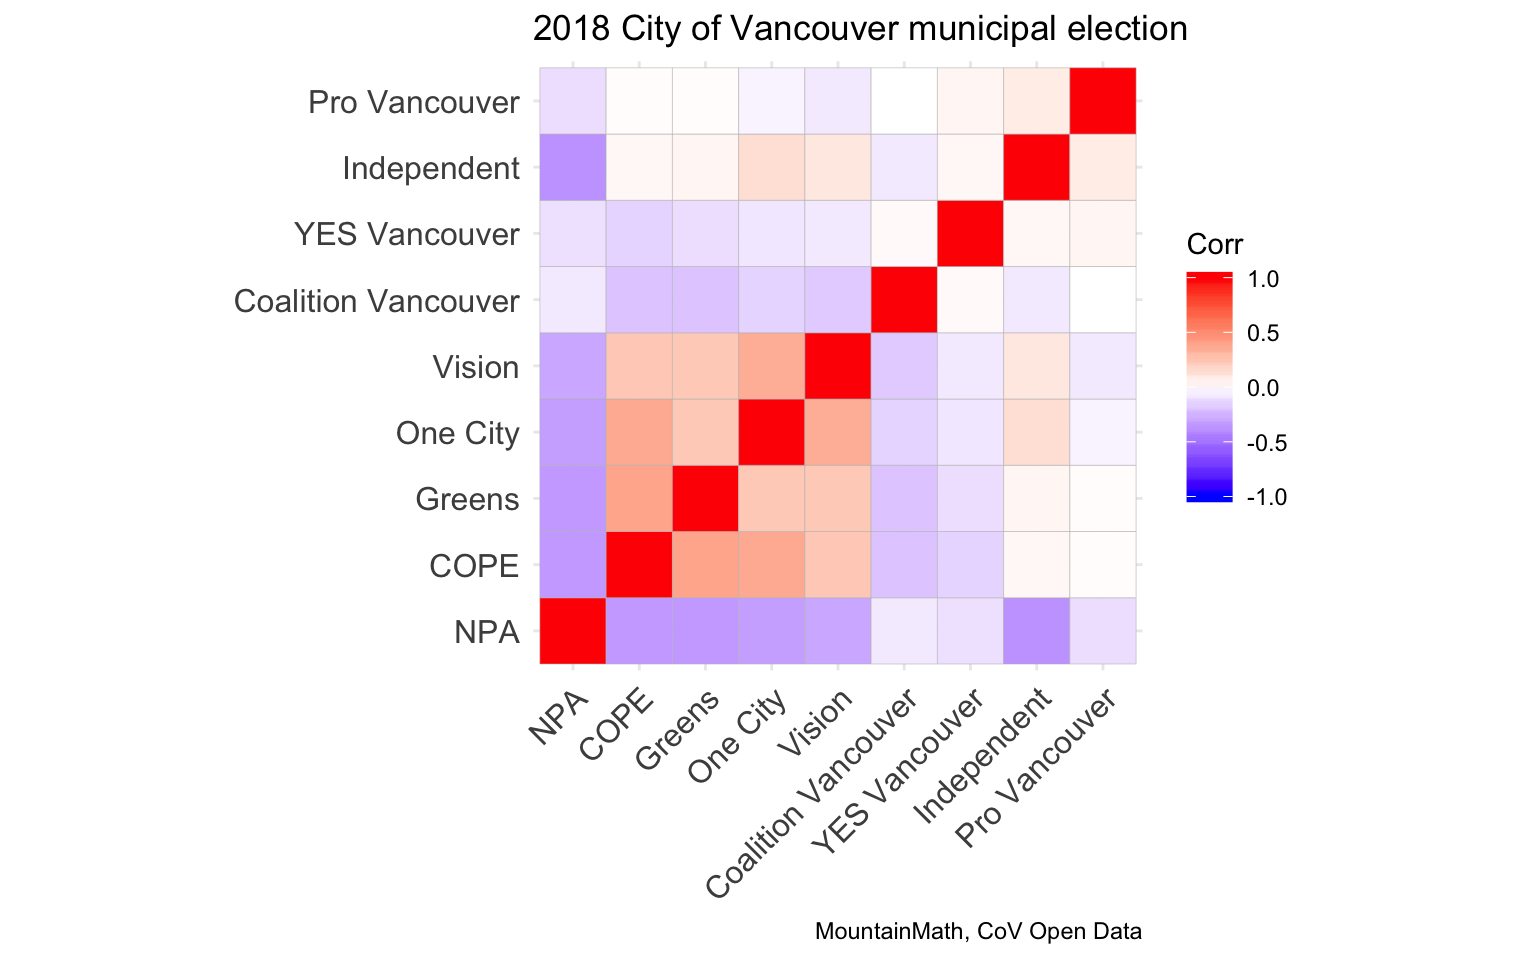 2018 City of Vancouver municipal election
Pro Vancouver
Independent
YES Vancouver
Coalition Vancouver
Vision
One City
Greens
COPE
NPA
NPA
COPE
Greens
One City
Vision
Coalition Vancouver
YES Vancouver
Independent
Pro Vancouver
Corr
1.0
0.5
0.0
-0.5
-1.0
MountainMath, CoV Open Data